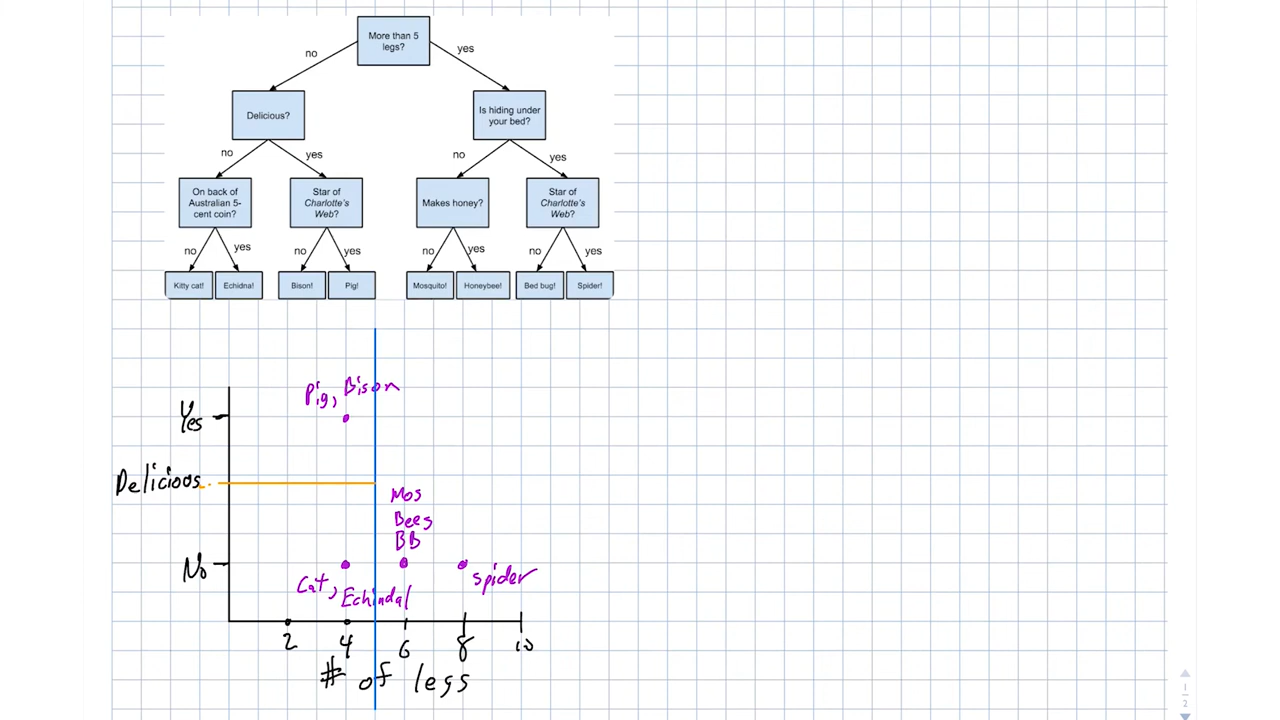 More than 5
legs?
no
yes
Delicious?
Is hiding under
your bed?
no
yes
no
yes
On back of
Australian 5-
cent coin?
Star of
Charlotte's
Web?
Makes honey?
Star of
Charlotte's
Web?
no
yes
no
yes
no
yes
no
yes
Kitty cat!
Echidna!
Bison!
Pig!
Mosquito!
Honeybee!
Bed bug!
Spider!
Pig, Bison
Yes
Delicious
Mos
Bees
BB
No
Cat, Echindal
spider
2 4 6 8 10
# of legs
1
2